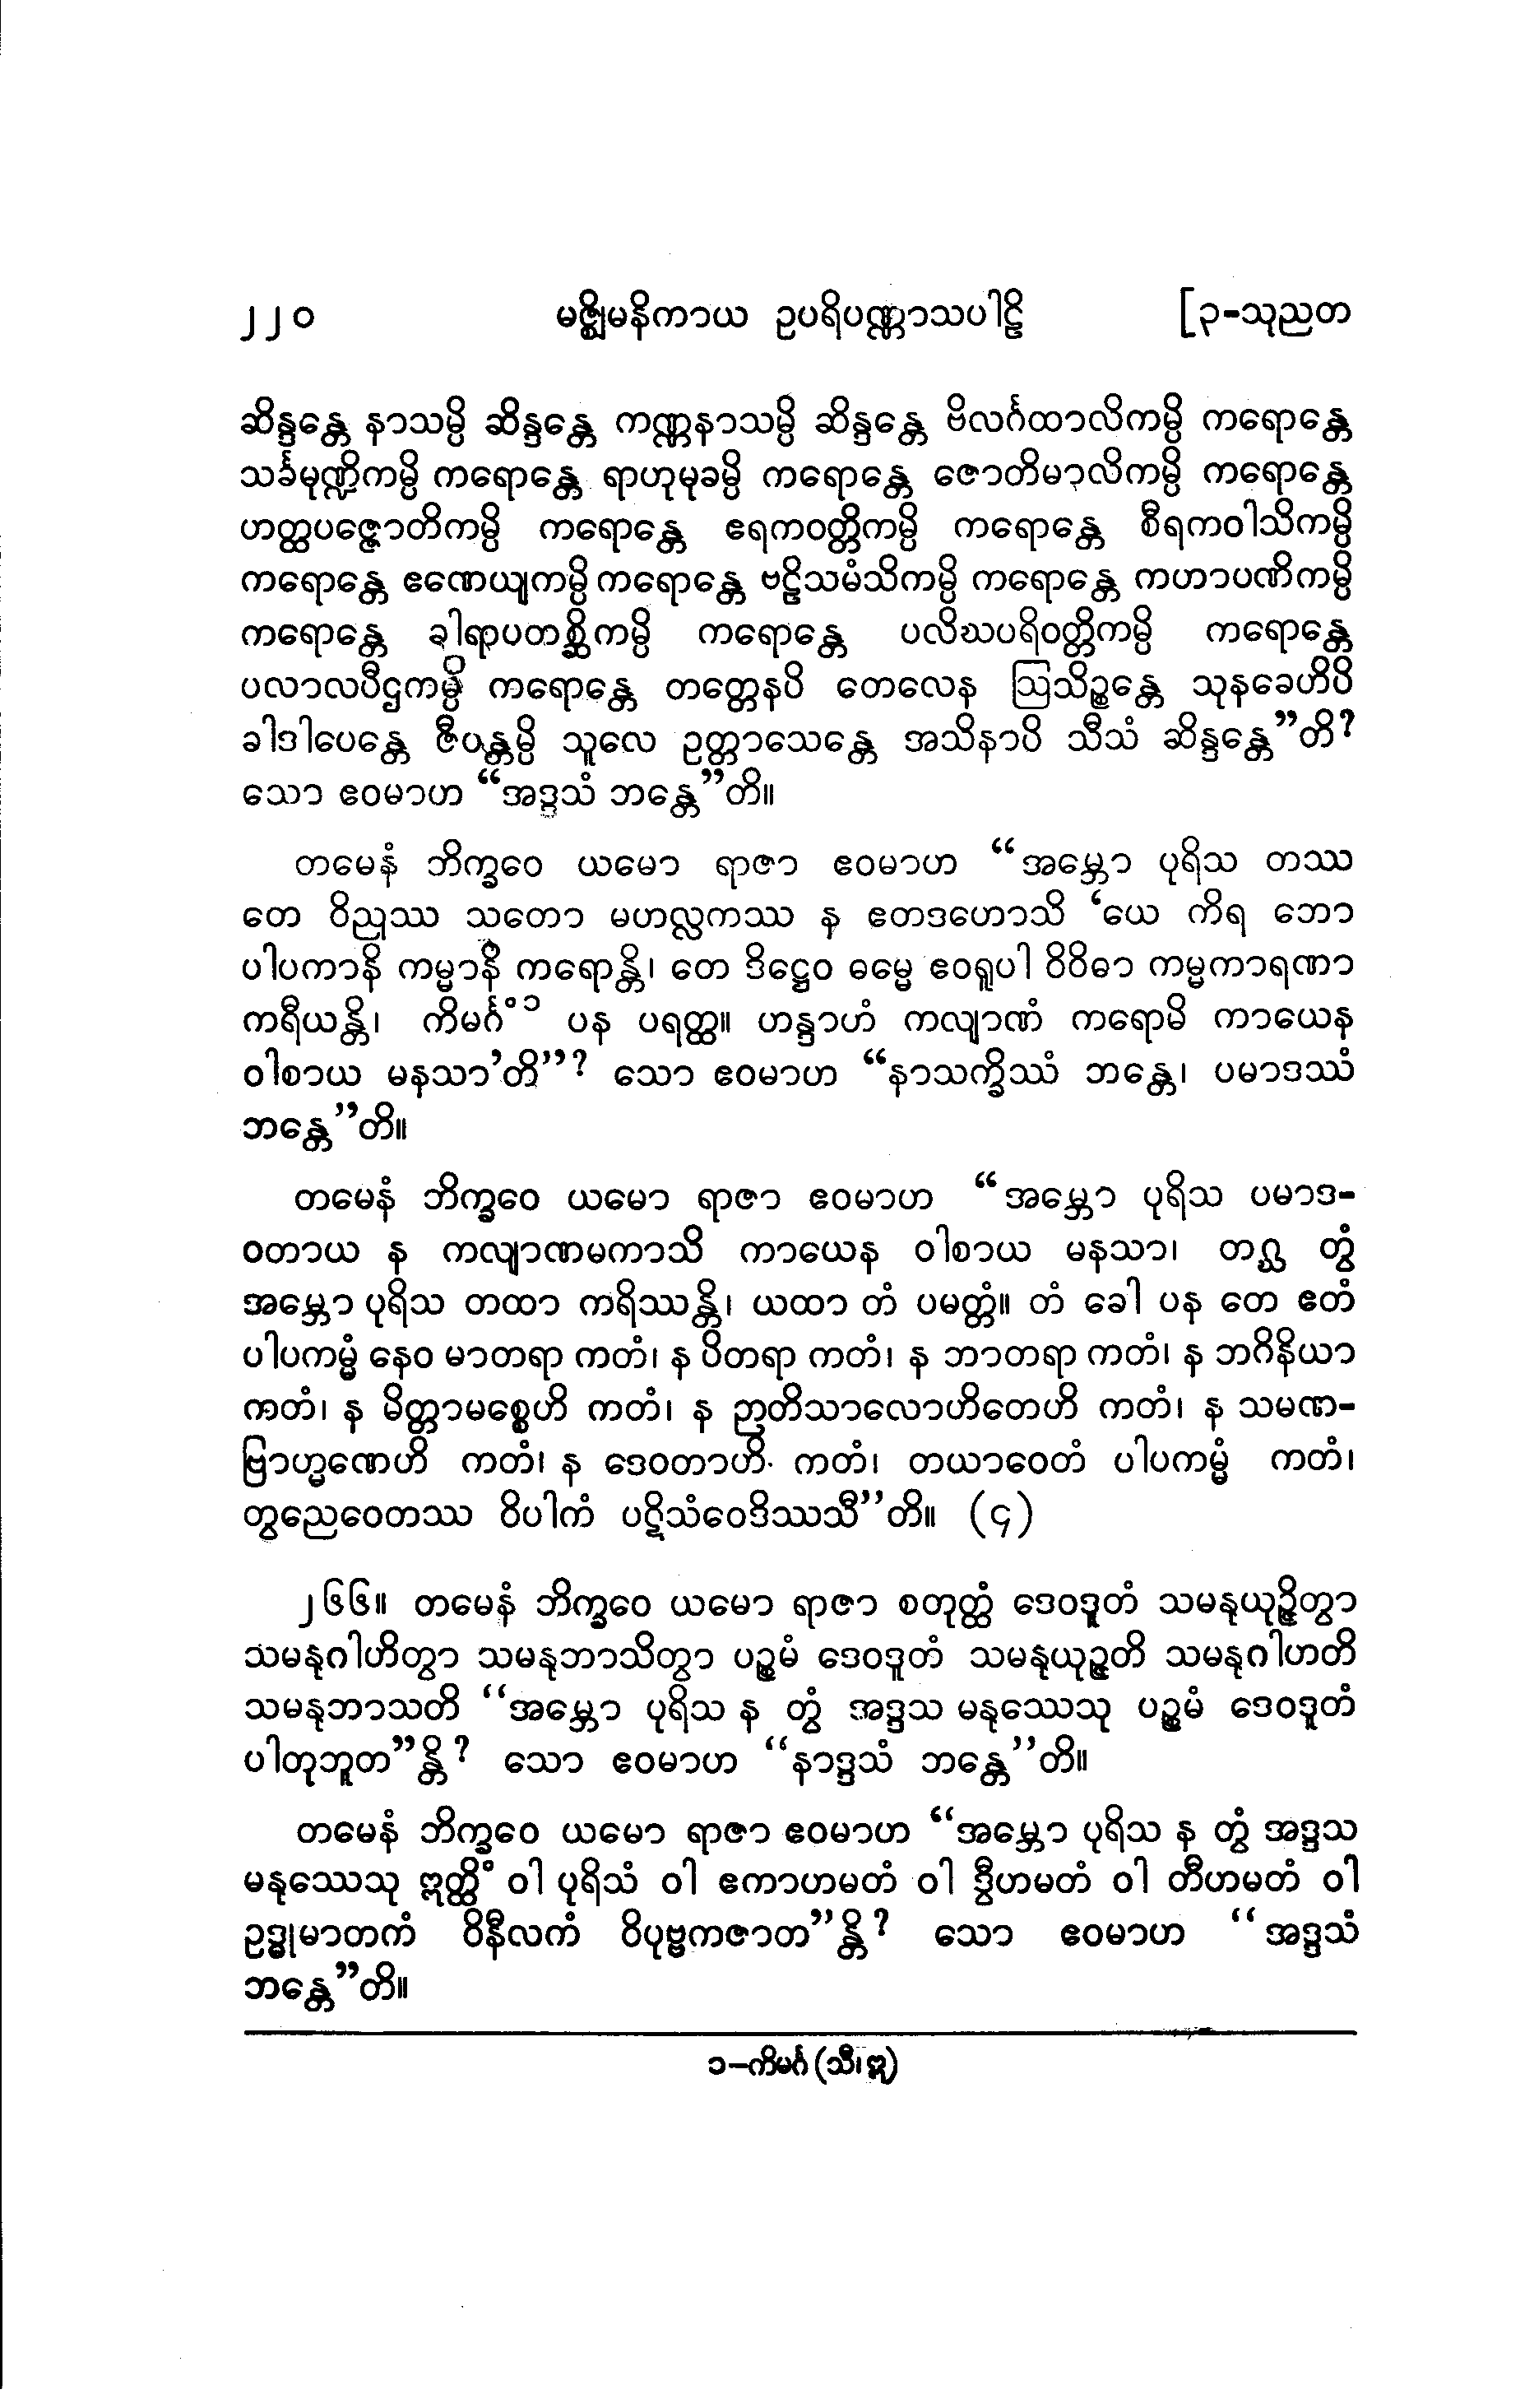 ၂၂၀ မဇ္ဈိမနိကာယ ဥပရိပဏ္ဏာသပါဠိ [၃-သုညတ
ဆိန္ဒန္တေ နာသမ္ပိ ဆိန္ဒန္တေ ကဏ္ဏနာသမ္ပိ ဆိန္ဒန္တေ ဗိလင်္ဂထာလိကမ္ပိ ကရောန္တေ
သင်္ခမုဏ္ဍိကမ္ပိ ကရောန္တေ ရာဟုမုခမ္ပိ ကရောန္တေ ဇောတိမာလိကမ္ပိ ကရောန္တေ
ဟတ္ထပဇ္ဇောတိကမ္ပိ ကရောန္တေ ဧရကဝတ္တိကမ္ပိ ကရောန္တေ စီရကဝါသိကမ္ပိ
ကရောန္တေ ဧဏေယျကမ္ပိ ကရောန္တေ ဗဠိသမံသိကမ္ပိ ကရောန္တေ ကဟာပဏိကမ္ပိ
ကရောန္တေ ခါရာပတစ္ဆိကမ္ပိ ကရောန္တေ ပလိဃပရိဝတ္တိကမ္ပိ ကရောန္တေ
ပလာလပီဌကမ္ပိ ကရောန္တေ တတ္တေနပိ တေလေန ဩသိဉ္စန္တေ သုနခေဟိပိ
ခါဒါပေန္တေ ဇီဝန္တမ္ပိ သူလေ ဥတ္တာသေန္တေ အသိနာပိ သီသံ ဆိန္ဒန္တေ”တိ?
သော ဧဝမာဟ “အဒ္ဒသံ ဘန္တေ”တိ။
တမေနံ ဘိက္ခဝေ ယမော ရာဇာ ဧဝမာဟ “အမ္ဘော ပုရိသ တဿ
တေ ဝိညုဿ သတော မဟလ္လကဿ န ဧတဒဟောသိ ‘ယေ ကိရ ဘော
ပါပကာနိ ကမ္မာနိ ကရောန္တိ၊ တေ ဒိဋ္ဌေဝ ဓမ္မေ ဧဝရူပါ ဝိဝိဓာ ကမ္မကာရဏာ
ကရီယန္တိ၊ ကိမင်္ဂံ ၁ ပန ပရတ္ထ။ ဟန္ဒာဟံ ကလျာဏံ ကရောမိ ကာယေန
ဝါစာယ မနသာ’တိ”? သော ဧဝမာဟ “နာသက္ခိဿံ ဘန္တေ၊ ပမာဒဿံ
ဘန္တေ”တိ။
တမေနံ ဘိက္ခဝေ ယမော ရာဇာ ဧဝမာဟ “အမ္ဘော ပုရိသ ပမာဒ-
ဝတာယ န ကလျာဏမကာသိ ကာယေန ဝါစာယ မနသာ၊ တဂ္ဃ တွံ
အမ္ဘော ပုရိသ တထာ ကရိဿန္တိ၊ ယထာ တံ ပမတ္တံ။ တံ ခေါ ပန တေ ဧတံ
ပါပကမ္မံ နေဝ မာတရာ ကတံ၊ န ပိတရာ ကတံ၊ န ဘာတရာ ကတံ၊ န ဘဂိနိယာ
ကတံ၊ န မိတ္တာမစ္စေဟိ ကတံ၊ န ဉာတိသာလောဟိတေဟိ ကတံ၊ န သမဏ-
ဗြာဟ္မဏေဟိ ကတံ၊ န ဒေဝတာဟိ ကတံ၊ တယာဝေတံ ပါပကမ္မံ ကတံ၊
တွညေဝေတဿ ဝိပါကံ ပဋိသံဝေဒိဿသီ”တိ။ (၄)
၂၆၆။ တမေနံ ဘိက္ခဝေ ယမော ရာဇာ စတုတ္ထံ ဒေဝဒူတံ သမနုယုဉ္ဇိတွာ
သမနုဂါဟိတွာ သမနုဘာသိတွာ ပဉ္စမံ ဒေဝဒူတံ သမနုယုဉ္ဇတိ သမနုဂါဟတိ
သမနုဘာသတိ “အမ္ဘော ပုရိသ န တွံ အဒ္ဒသ မနုဿေသု ပဉ္စမံ ဒေဝဒူတံ
ပါတုဘူတ”န္တိ? သော ဧဝမာဟ “နာဒ္ဒသံ ဘန္တေ”တိ။
တမေနံ ဘိက္ခဝေ ယမော ရာဇာ ဧဝမာဟ “အမ္ဘော ပုရိသ န တွံ အဒ္ဒသ
မနုဿေသု ဣတ္ထိံ ဝါ ပုရိသံ ဝါ ဧကာဟမတံ ဝါ ဒွီဟမတံ ဝါ တီဟမတံ ဝါ
ဥဒ္ဓုမာတကံ ဝိနီလကံ ဝိပုဗ္ဗကဇာတ”န္တိ? သော ဧဝမာဟ “အဒ္ဒသံ
ဘန္တေ”တိ။
၁-ကိမင်္ဂ (သီ၊ ဣ)